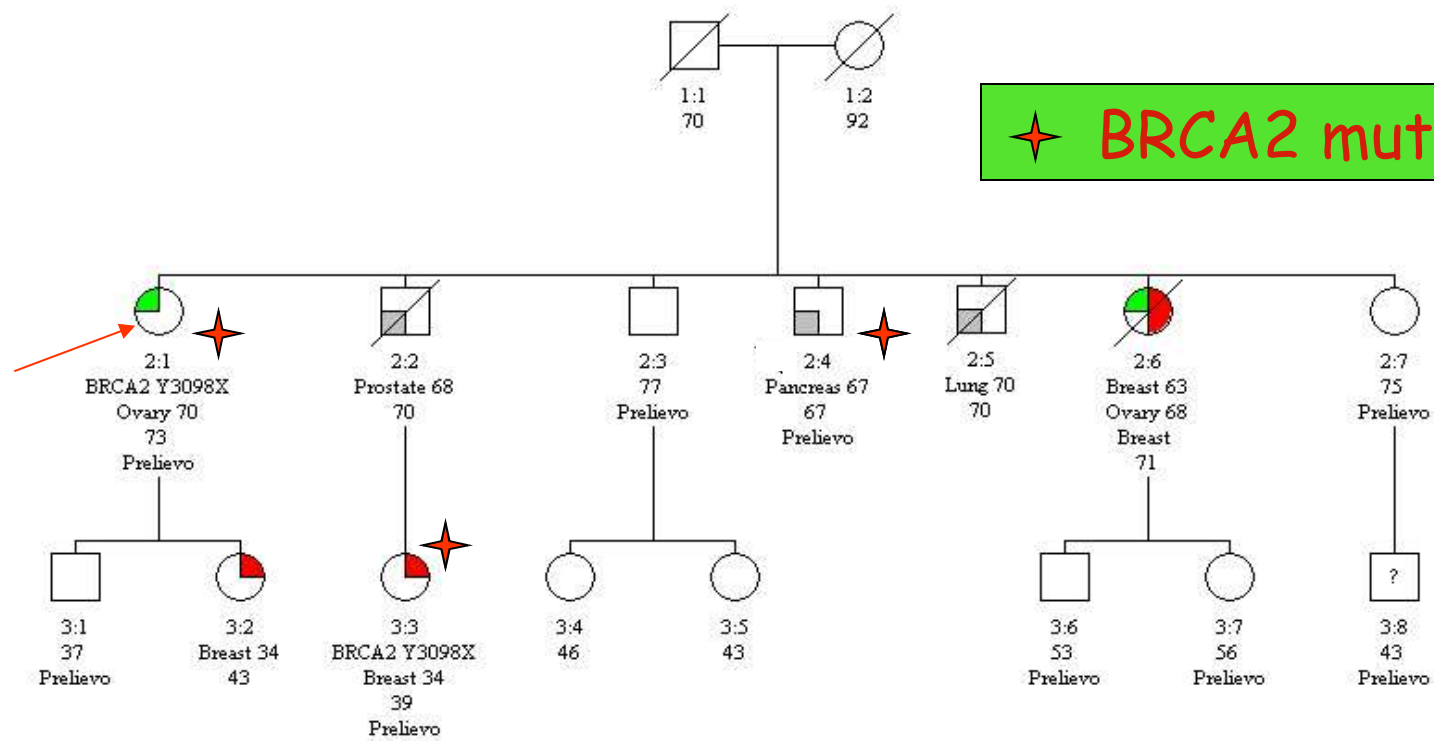 1:1
70
1:2
92
BRCA2 mut
2:1
BRCA2 Y3098X
Ovary 70
73
Prelievo
2:2
Prostate 68
70
2:3
77
Prelievo
2:4
Pancreas 67
67
Prelievo
2:5
Lung 70
70
2:6
Breast 63
Ovary 68
Breast
71
2:7
75
Prelievo
3:1
37
Prelievo
3:2
Breast 34
43
3:3
BRCA2 Y3098X
Breast 34
39
Prelievo
3:4
46
3:5
43
3:6
53
Prelievo
3:7
56
Prelievo
?
3:8
43
Prelievo